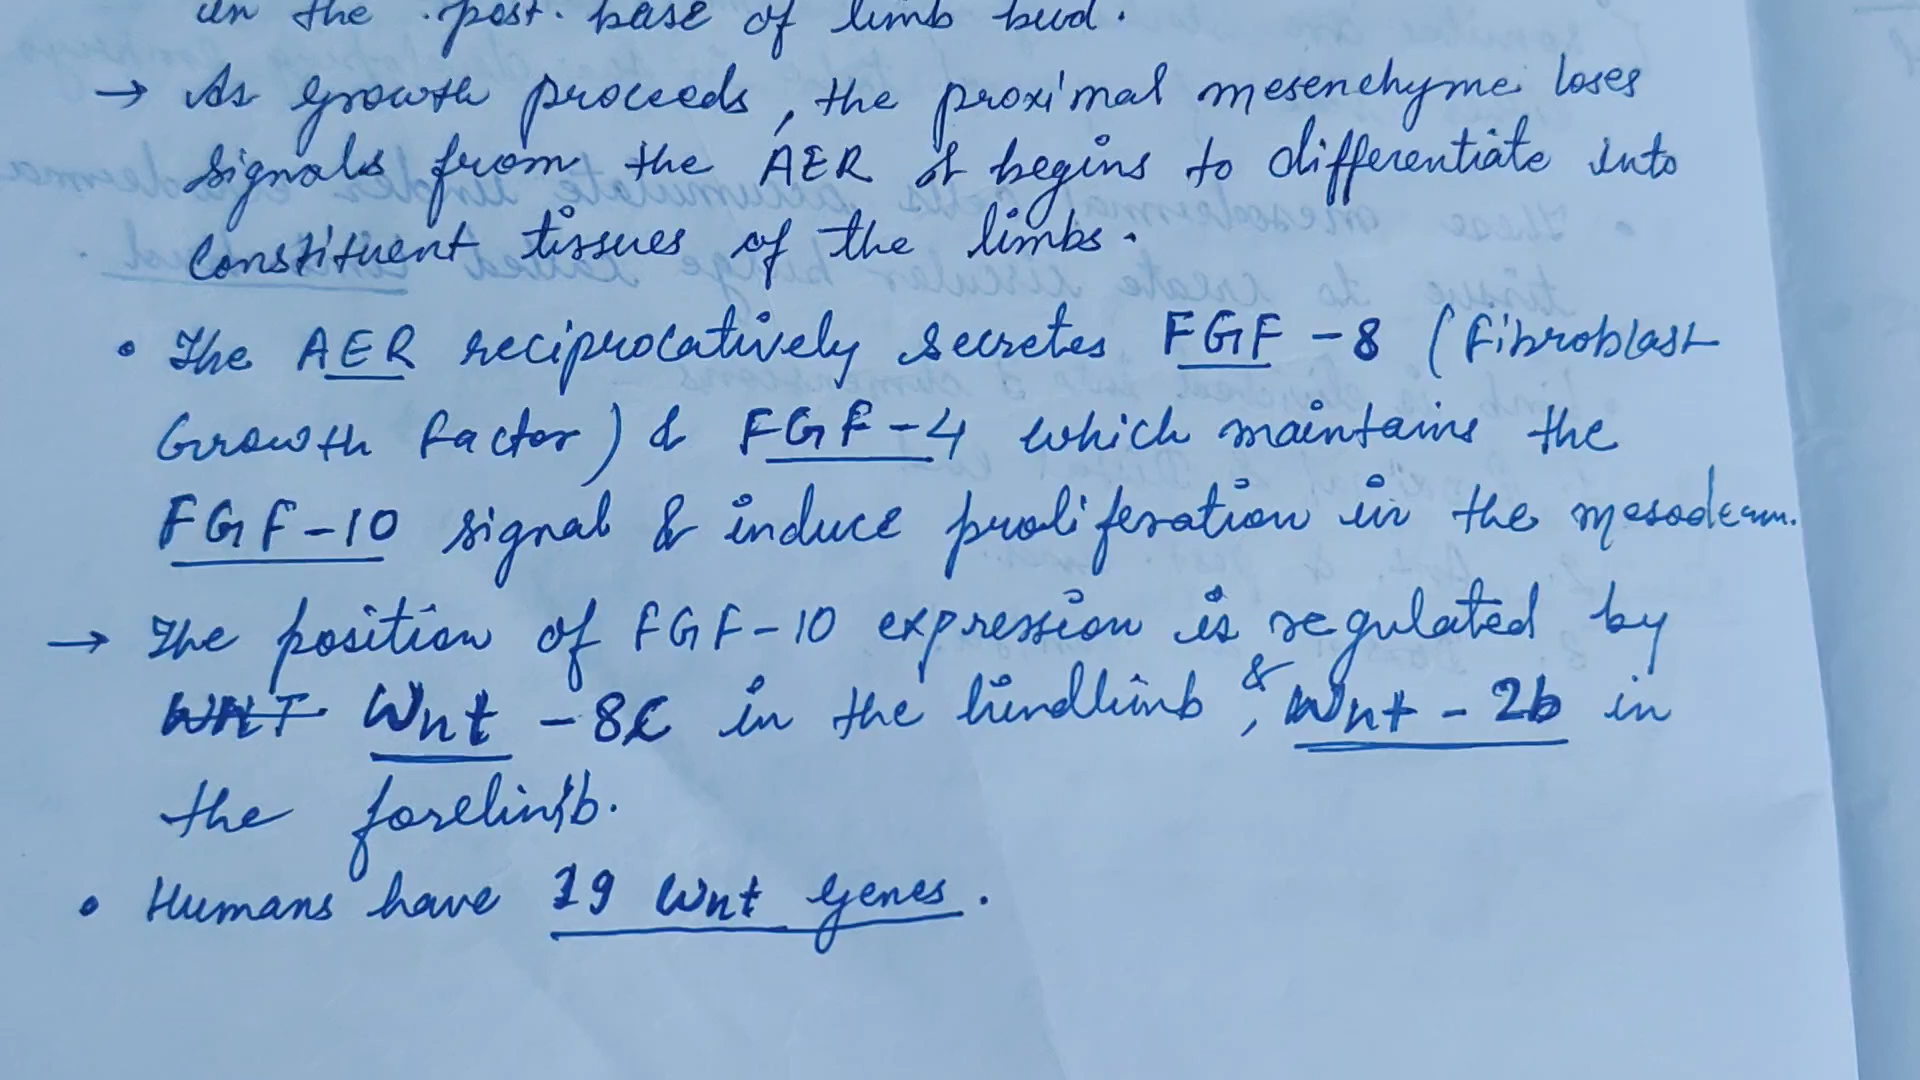 in the post. base of limb bud.
→ As growth proceeds, the proximal mesenchyme loses
signals from the AER & begins to differentiate into
constituent tissues of the limbs.
• The AER reciprocatively secretes FGF-8 (Fibroblast
Growth Factor) & FGF-4 which maintains the
FGF-10 signal & induce proliferation in the mesoderm.
→ The position of FGF-10 expression is regulated by
WNT Wnt-8C in the hindlimb, & Wnt-2b in
the forelimb.
• Humans have 19 Wnt genes.